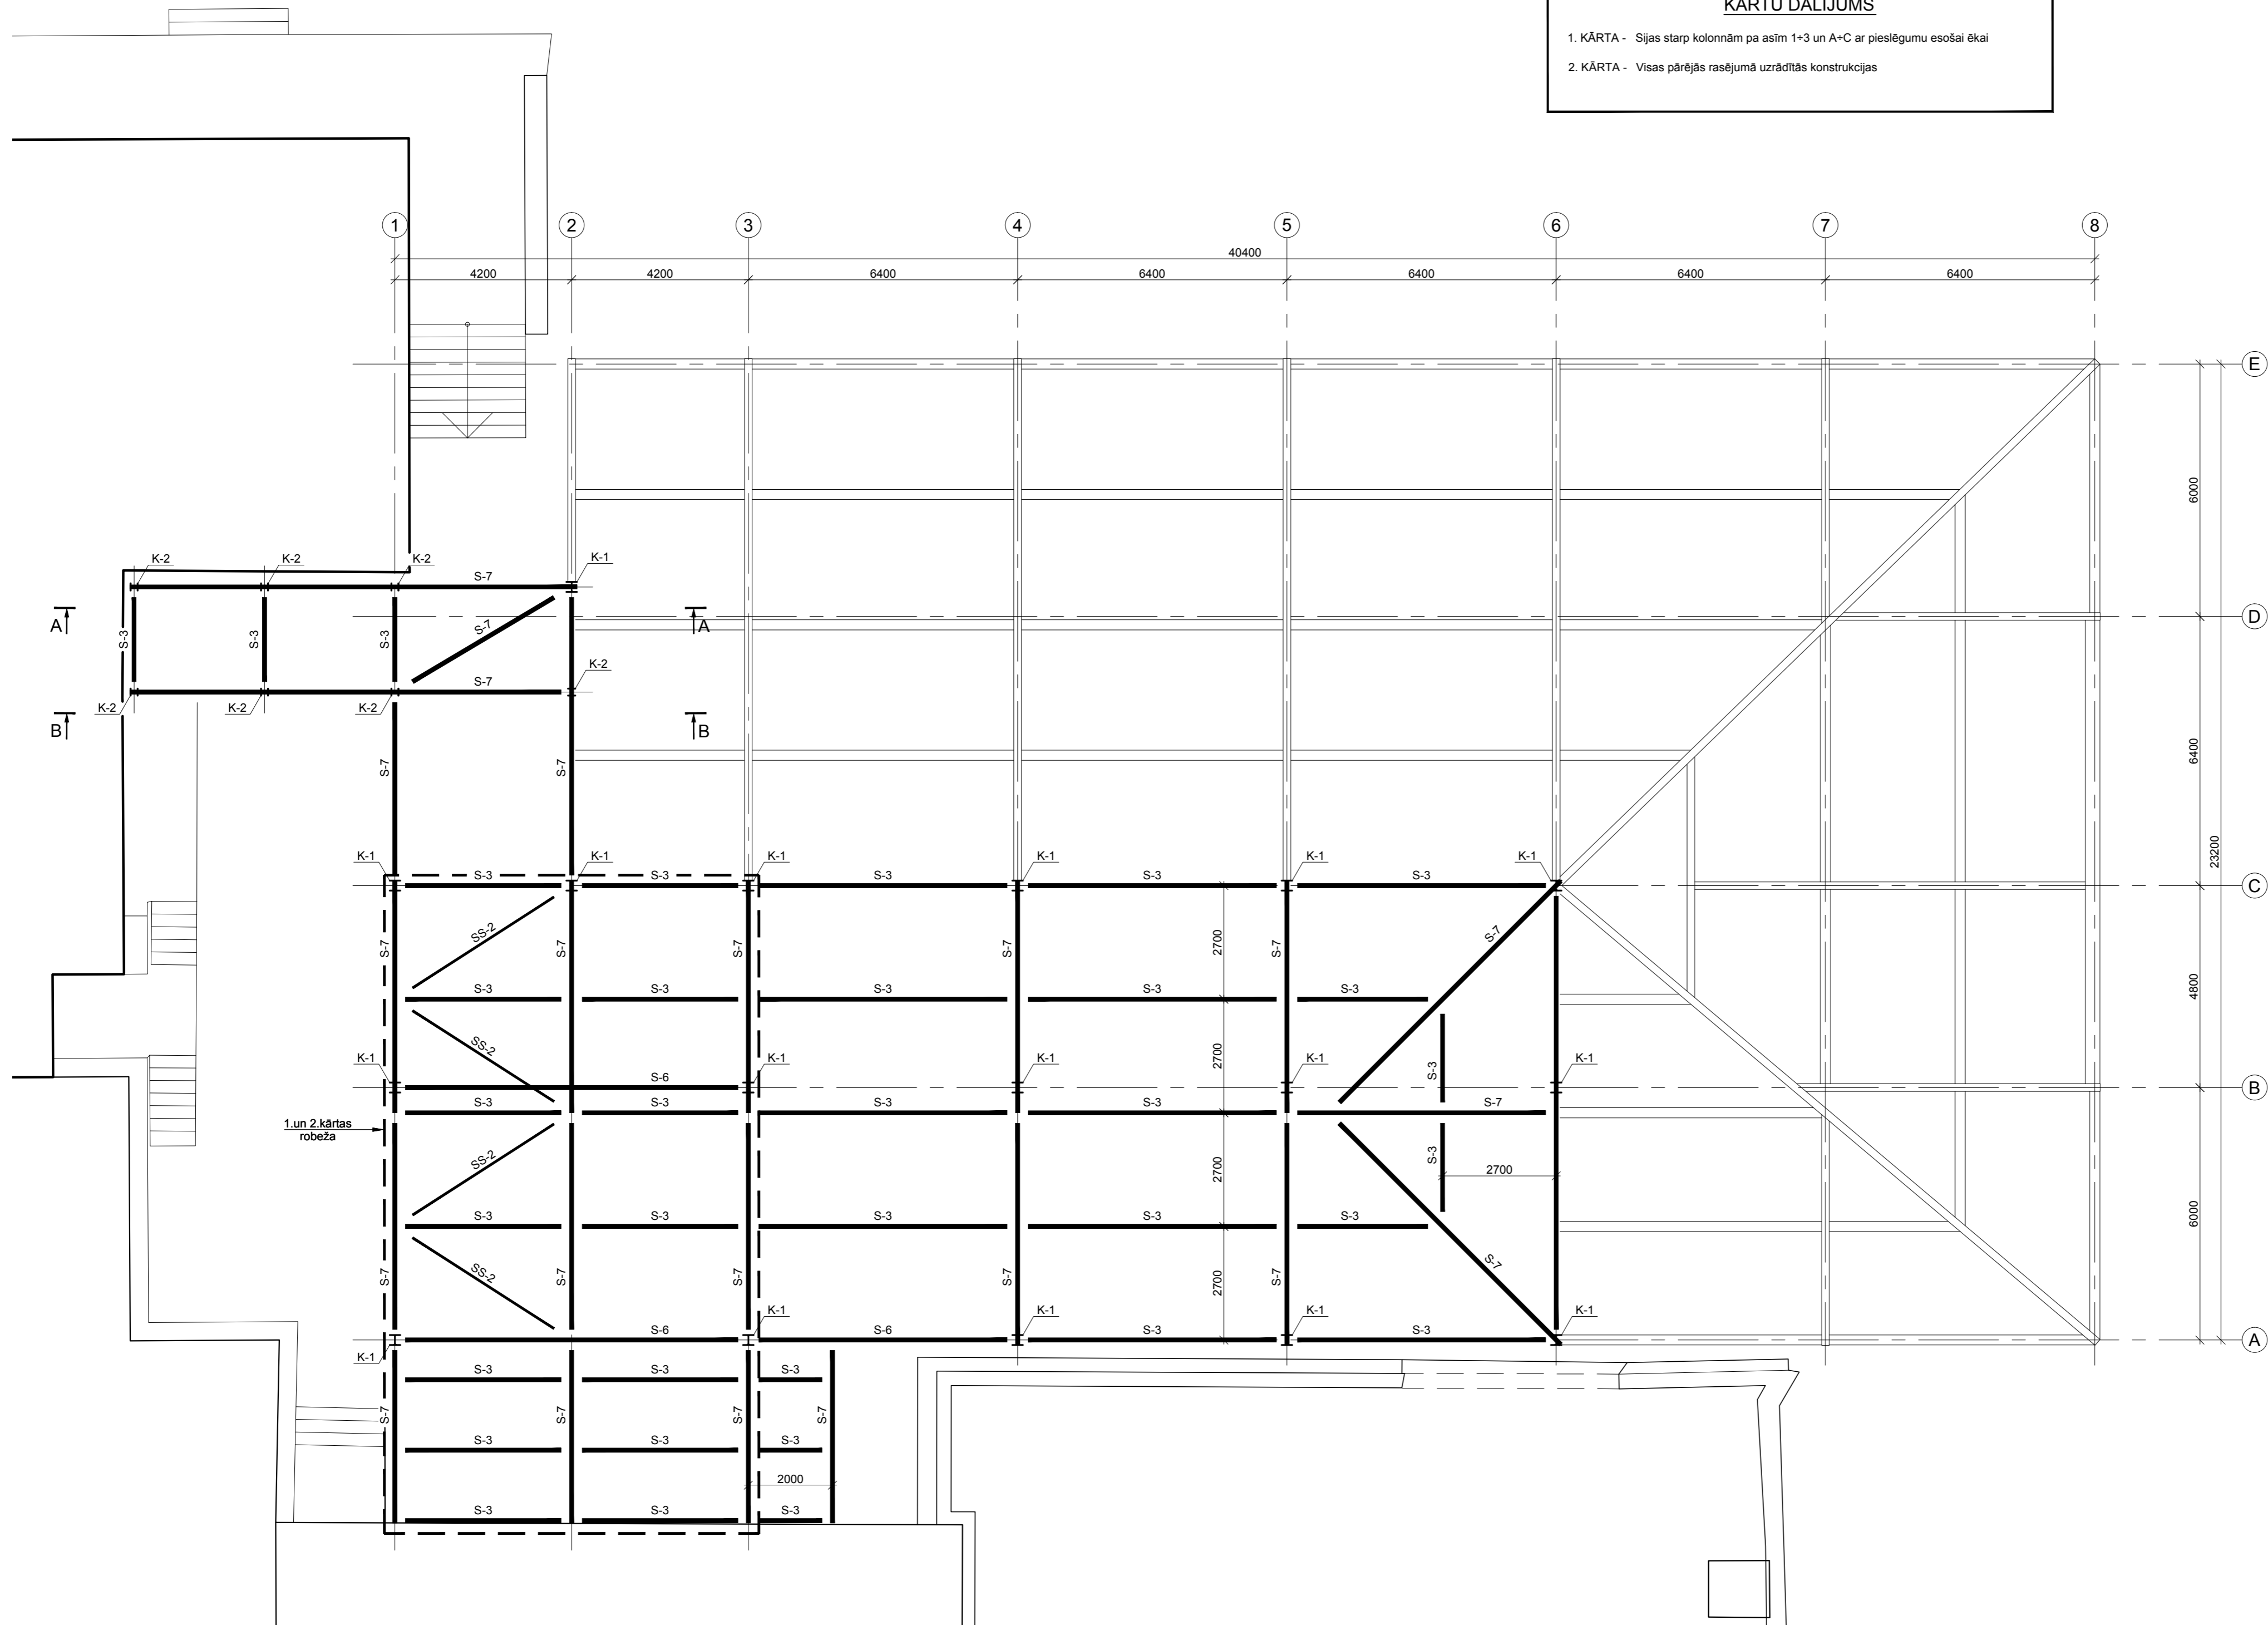 KĀRTU DALĪJUMS
1. KĀRTA - Sijas starp kolonnām pa asīm 1÷3 un A÷C ar pieslēgumu esošai ēkai
2. KĀRTA - Visas pārējās rasējumā uzrādītās konstrukcijas
1 2 3 4 5 6 7 8
40400
4200 4200 6400 6400 6400 6400 6400
E
6000
K-2 K-2 K-2 S-7 K-1
A A
D
S-3 S-3 S-3 S-7
K-2
S-7
K-2 K-2 K-2
B B
S-7 S-7
6400
23200
K-1 K-1 K-1 K-1 K-1 K-1
S-3 S-3 S-3 S-3 S-3
C
SS-2
S-7 S-7 S-7 S-7 2700 S-7 S-7
S-3 S-3 S-3 S-3 S-3
4800
SS-2
K-1 K-1 K-1 K-1 K-1
2700
S-3
S-6
B
S-3 S-3 S-3 S-3 S-7
1.un 2.kārtas
robeža
SS-2
2700
S-3
2700
S-3 S-3 S-3 S-3 S-3
6000
SS-2
S-7 S-7 S-7 S-7 2700 S-7 S-7
K-1 K-1 K-1 K-1
S-6 S-6 S-3 S-3
A
K-1
S-3 S-3 S-3
S-7 S-7 S-7 S-7
S-3 S-3 S-3
2000
S-3 S-3 S-3